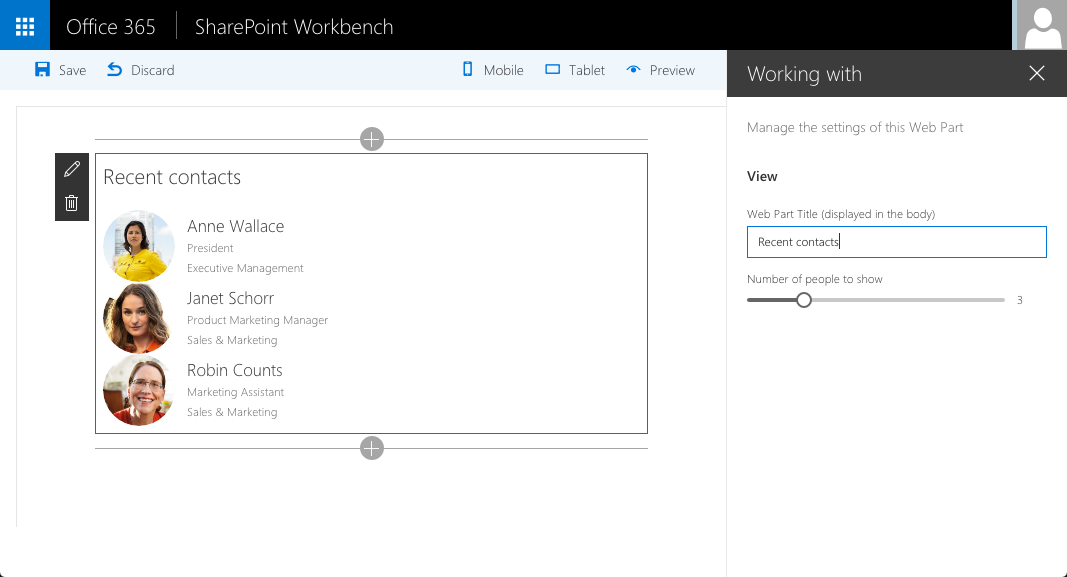 Office 365 SharePoint Workbench
Save Discard Mobile Tablet Preview
Recent contacts
Anne Wallace
President
Executive Management
Janet Schorr
Product Marketing Manager
Sales & Marketing
Robin Counts
Marketing Assistant
Sales & Marketing
Working with
Manage the settings of this Web Part
View
Web Part Title (displayed in the body)
Recent contacts
Number of people to show
3